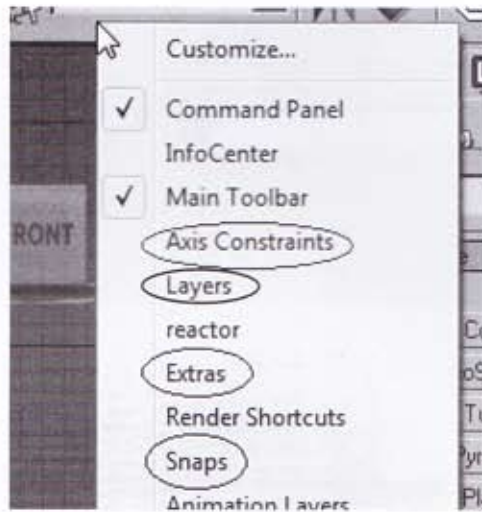 Customize...
Command Panel
InfoCenter
Main Toolbar
RONT
Axis Constraints
Layers
reactor
Extras
Render Shortcuts
Snaps
Animation Layers